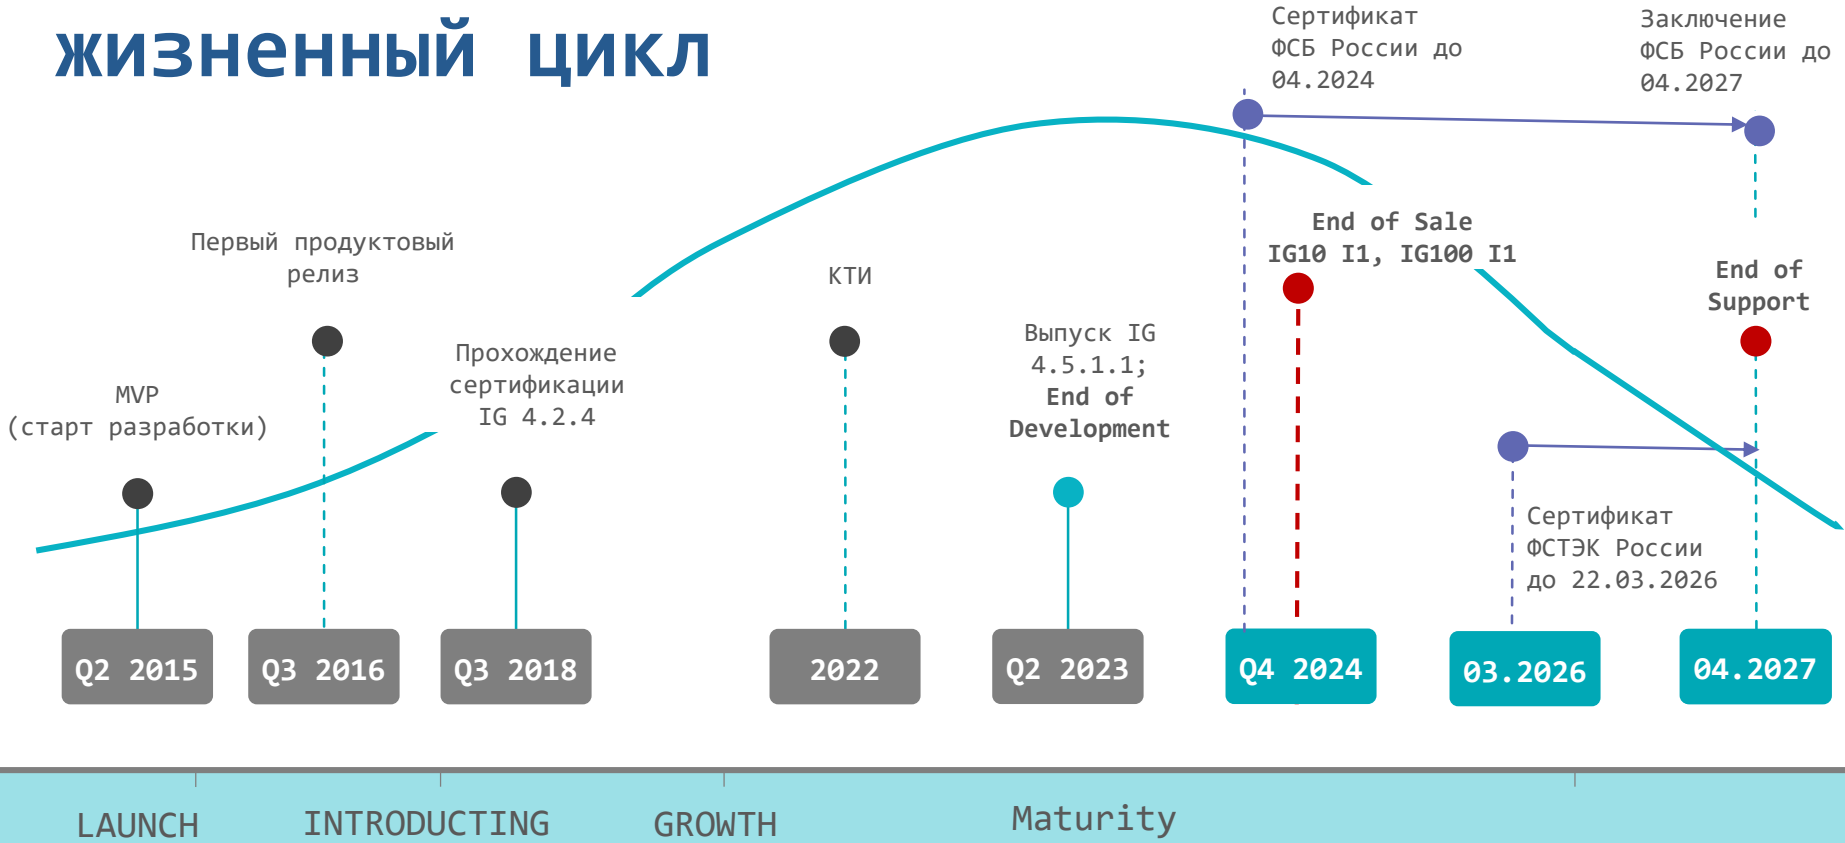 жизненный цикл
Сертификат
ФСБ России до
04.2024
Заключение
ФСБ России до
04.2027
Первый продуктовый
релиз
КТИ
End of Sale
IG10 I1, IG100 I1
End of
Support
Прохождение
сертификации
IG 4.2.4
Выпуск IG
4.5.1.1;
End of
Development
MVP
(старт разработки)
Сертификат
ФСТЭК России
до 22.03.2026
Q2 2015
Q3 2016
Q3 2018
2022
Q2 2023
Q4 2024
03.2026
04.2027
LAUNCH
INTRODUCTING
GROWTH
Maturity